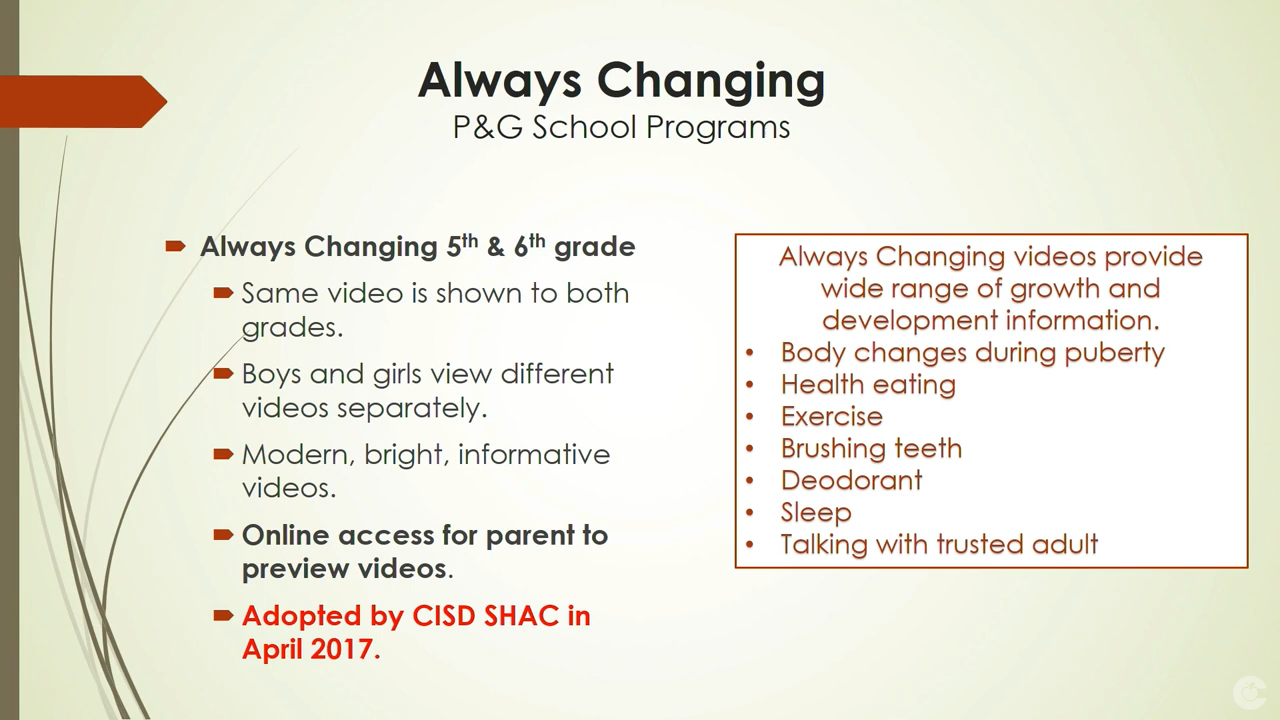 Always Changing
P&G School Programs
Always Changing 5th & 6th grade
Same video is shown to both
grades.
Boys and girls view different
videos separately.
Modern, bright, informative
videos.
Online access for parent to
preview videos.
Adopted by CISD SHAC in
April 2017.
Always Changing videos provide
wide range of growth and
development information.
• Body changes during puberty
• Health eating
• Exercise
• Brushing teeth
• Deodorant
• Sleep
• Talking with trusted adult